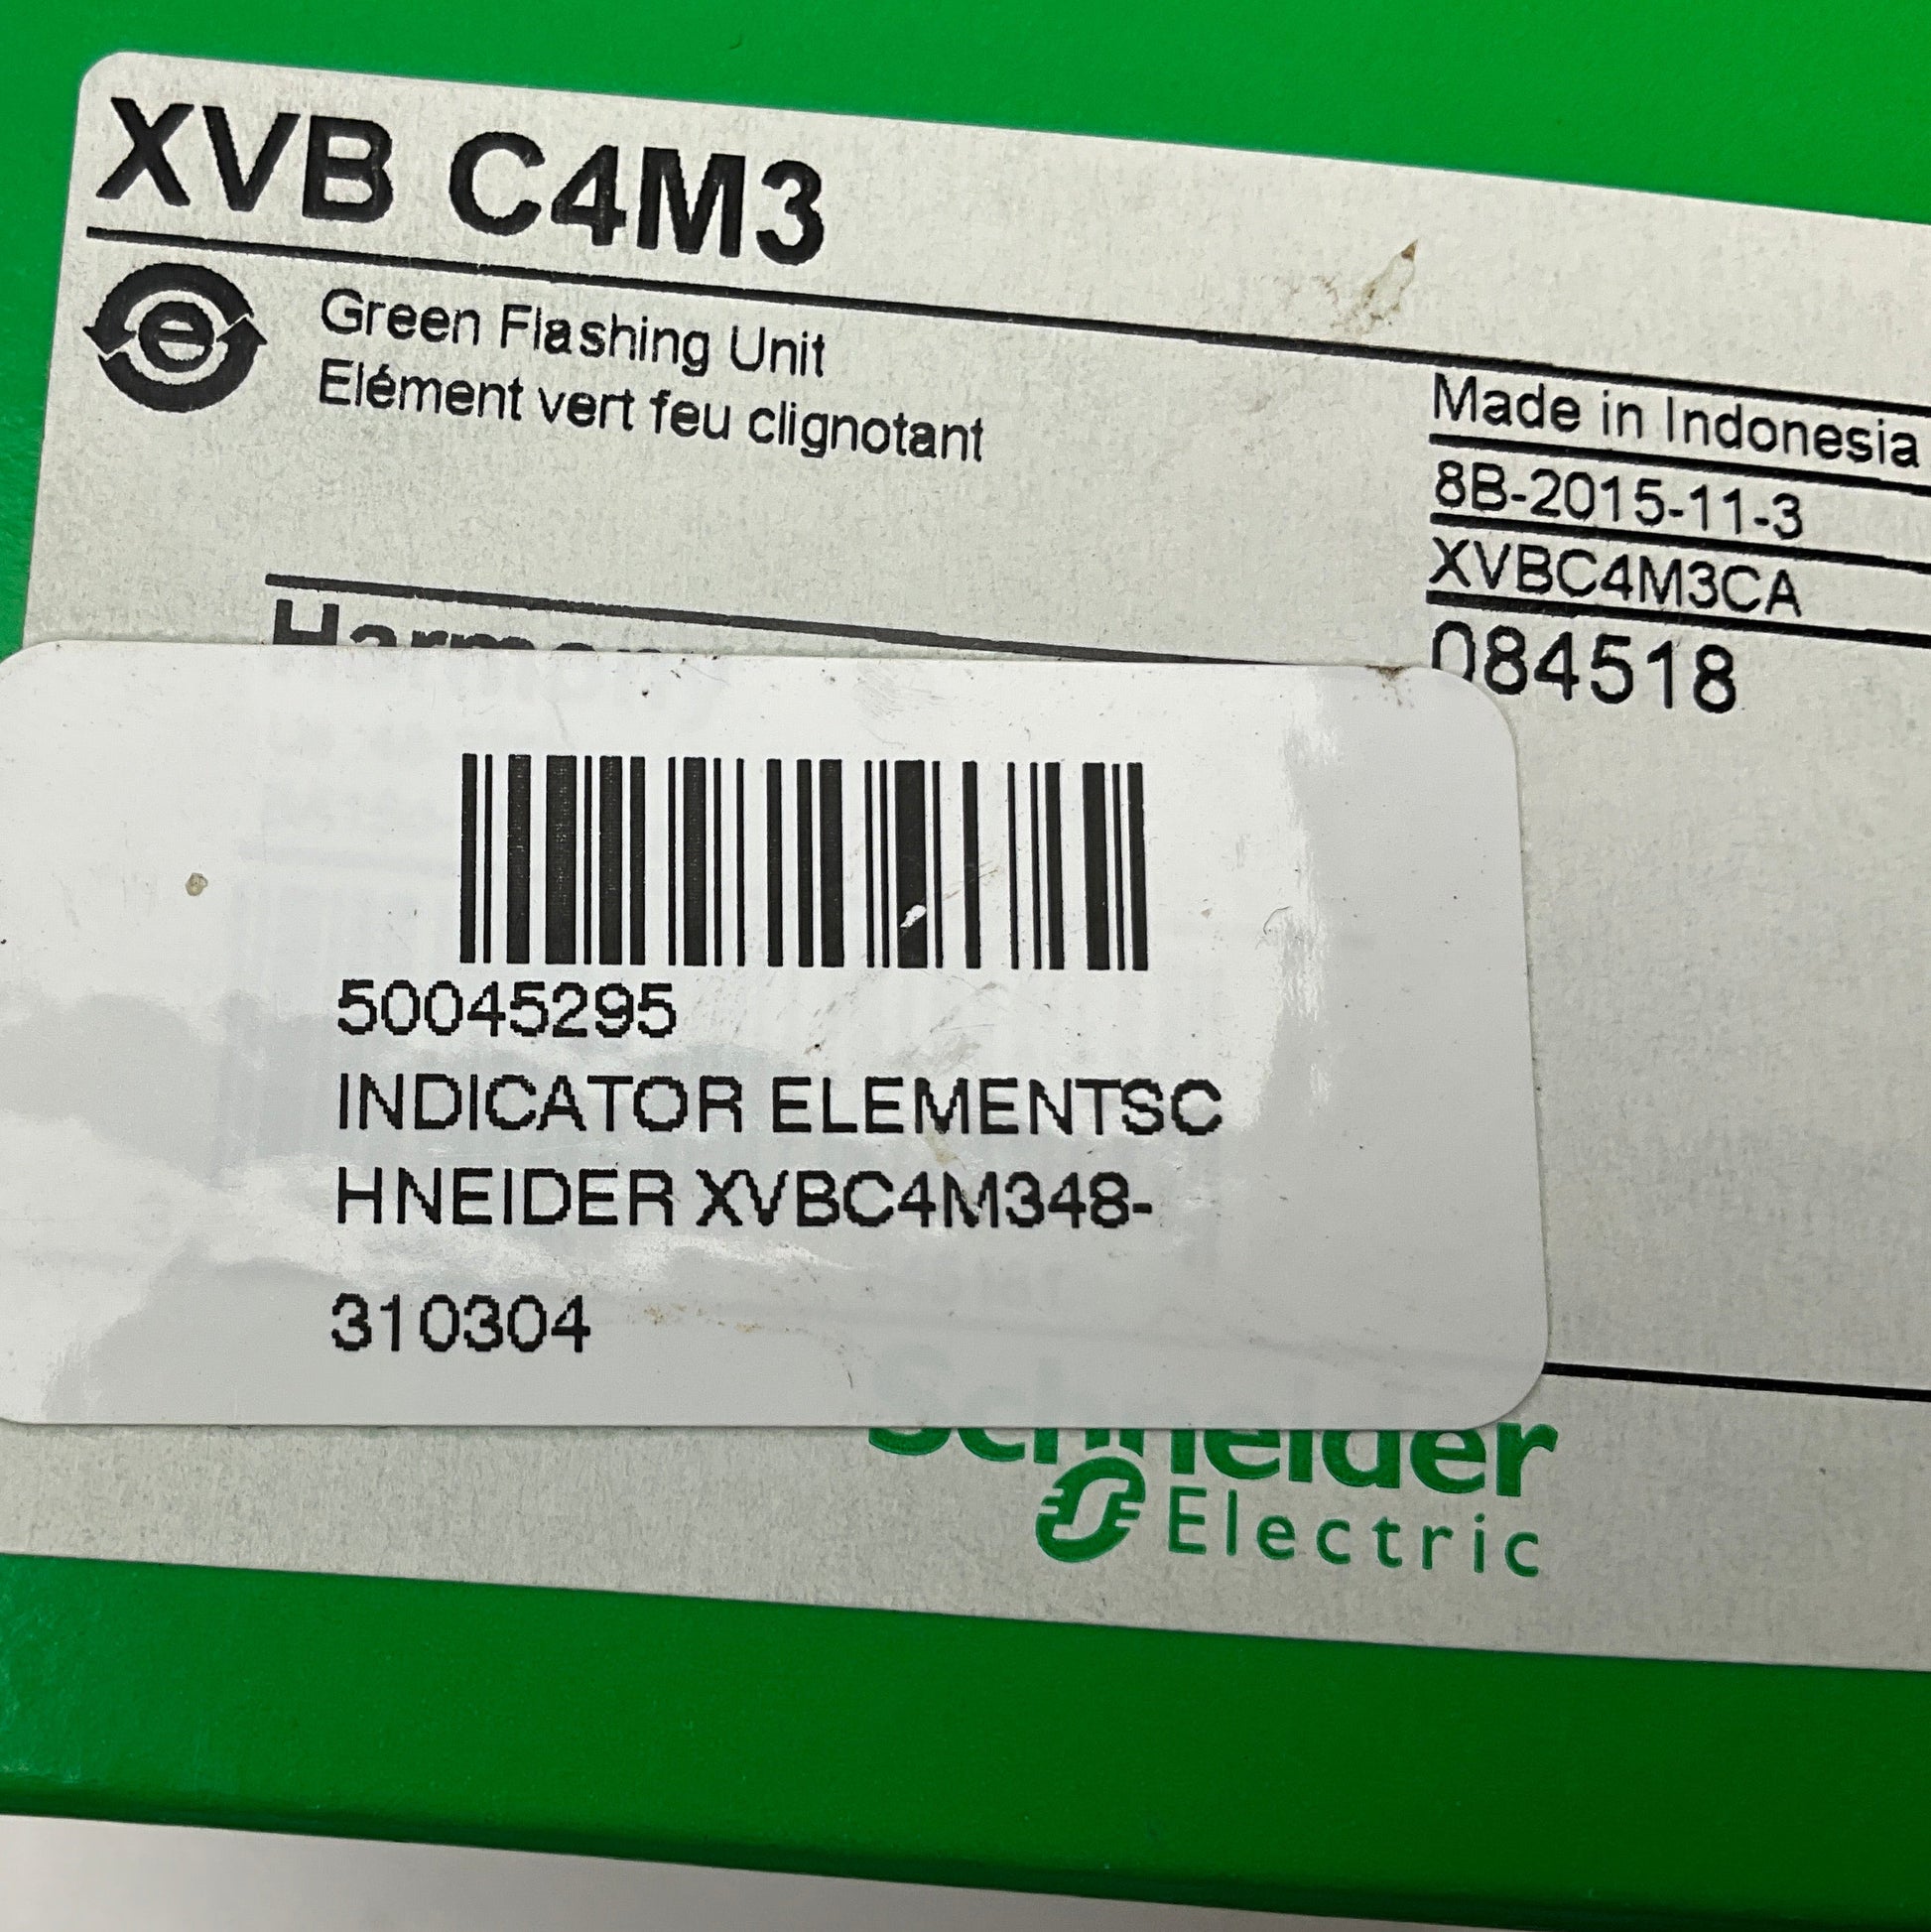 XVB C4M3
e
Green Flashing Unit
Elément vert feu clignotant
Made in Indonesia
8B-2015-11-3
XVBC4M3CA
084518
Harmony
50045295
INDICATOR ELEMENTSC
HNEIDER XVBC4M348-
310304
Schneider
Electric